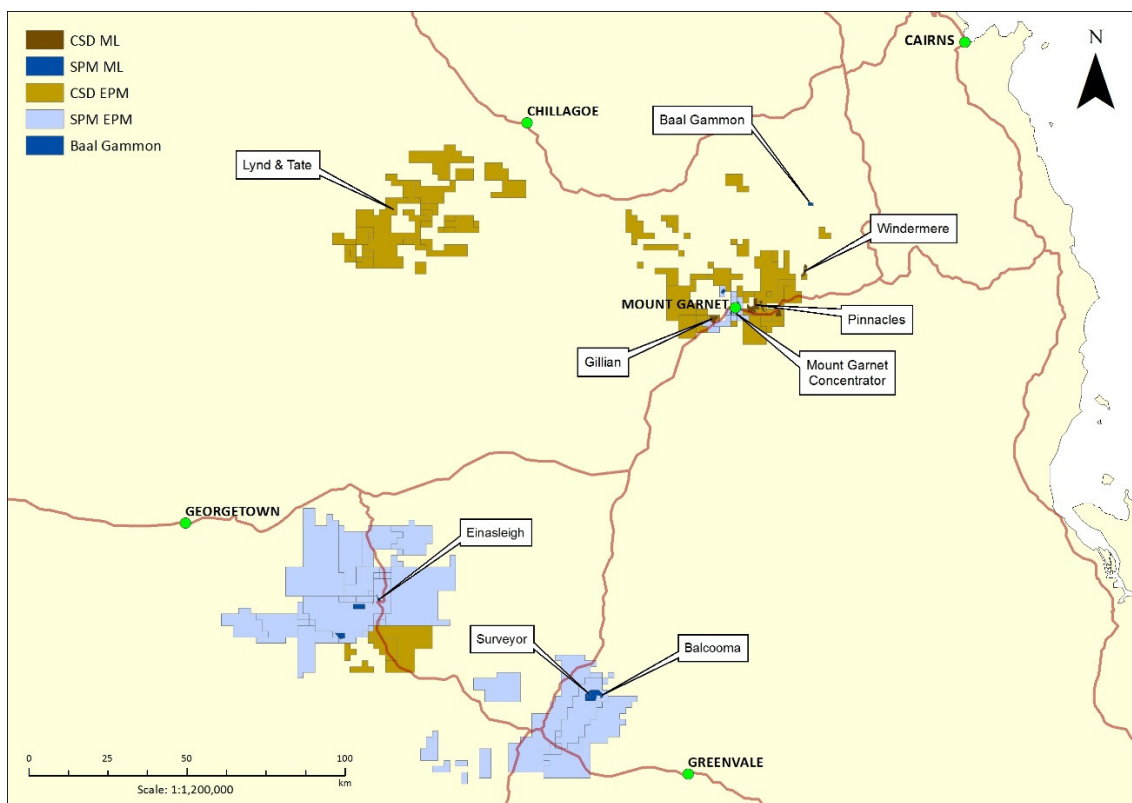 CSD ML
SPM ML
CSD EPM
SPM EPM
Baal Gammon
CAIRNS
N
CHILLAGOE
Baal Gammon
Lynd & Tate
Windermere
MOUNT GARNET
Pinnacles
Gillian
Mount Garnet
Concentrator
GEORGETOWN
Einasleigh
Surveyor
Balcooma
GREENVALE
0 25 50 100
km
Scale: 1:1,200,000